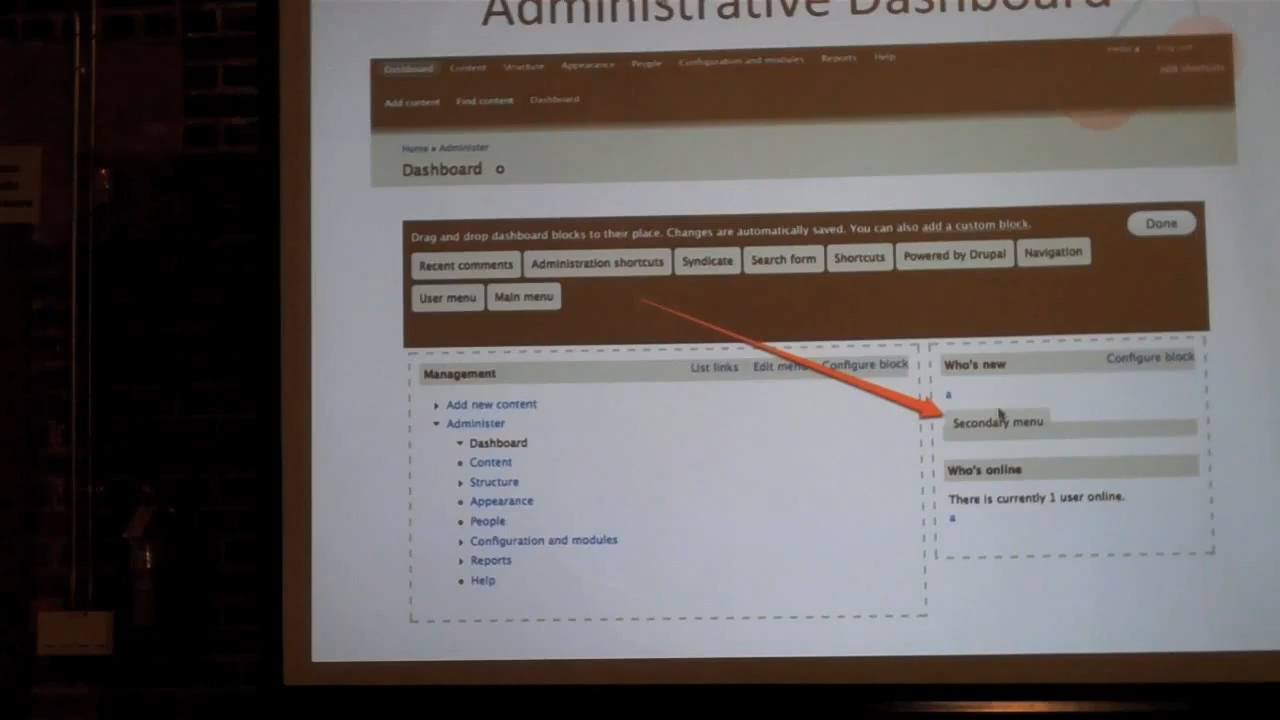 Administrative Dashboard
Dashboard Content Structure Appearance People Configuration and modules Reports Help
Hello a Log out
edit shortcuts
Add content Find content Dashboard
Home » Administer
Dashboard
Drag and drop dashboard blocks to their place. Changes are automatically saved. You can also add a custom block.
Done
Recent comments Administration shortcuts Syndicate Search form Shortcuts Powered by Drupal Navigation
User menu Main menu
Management List links Edit menu Configure block
Add new content
Administer
Dashboard
Content
Structure
Appearance
People
Configuration and modules
Reports
Help
Who's new Configure block
a
Secondary menu
Who's online
There is currently 1 user online.
a